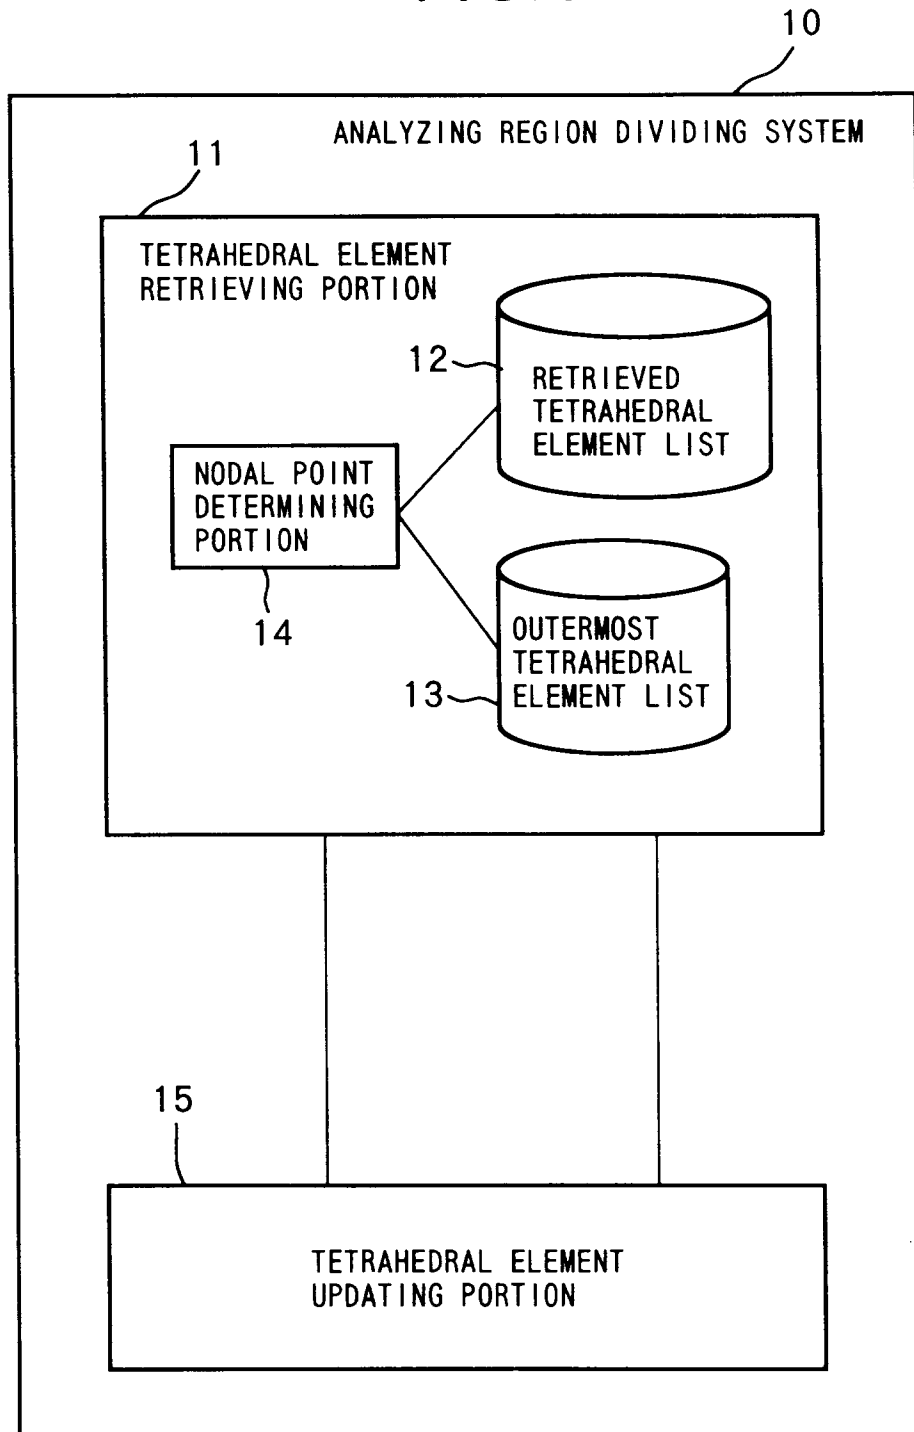 10
ANALYZING REGION DIVIDING SYSTEM
11
TETRAHEDRAL ELEMENT
RETRIEVING PORTION
12
RETRIEVED
TETRAHEDRAL
ELEMENT LIST
NODAL POINT
DETERMINING
PORTION
14
OUTERMOST
TETRAHEDRAL
ELEMENT LIST
13
15
TETRAHEDRAL ELEMENT
UPDATING PORTION